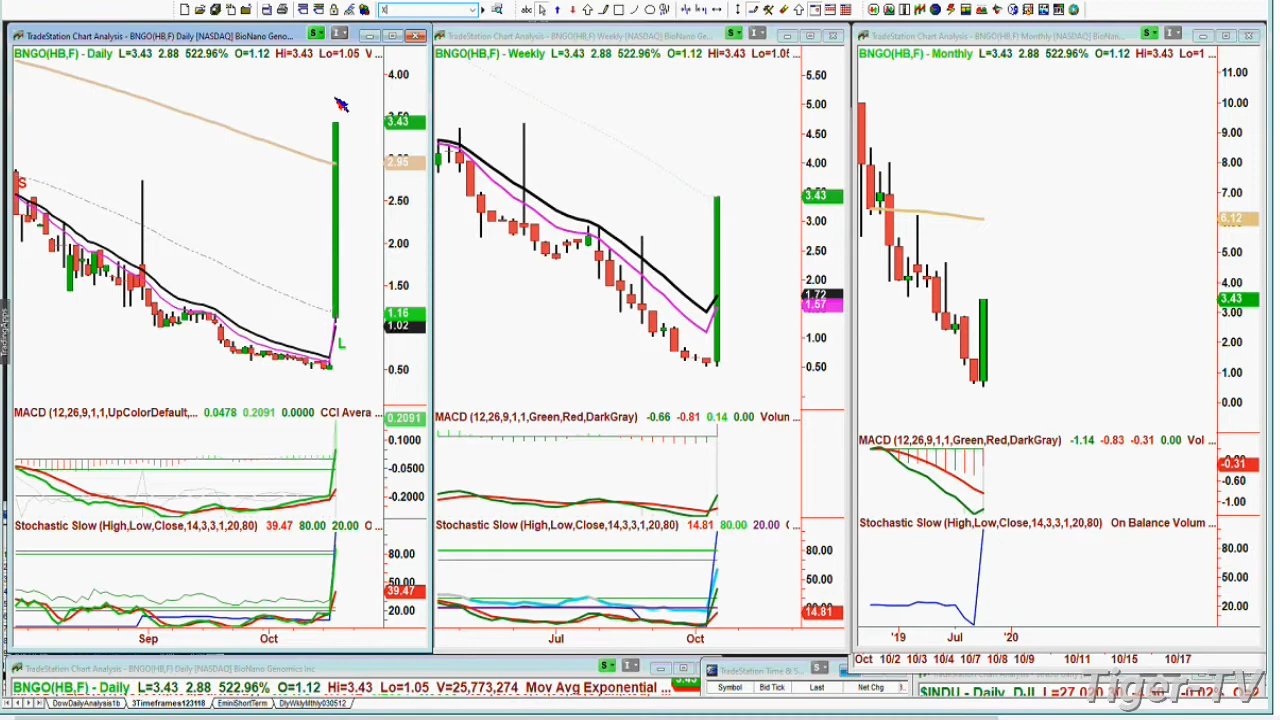 X
TradeStation Chart Analysis - BNGO(HB,F) Daily [NASDAQ] BioNano Geno...
BNGO(HB,F) - Daily L=3.43 2.88 522.96% O=1.12 Hi=3.43 Lo=1.05 V...
4.00
3.43
2.95
2.50
2.00
1.50
1.16
1.02
0.50
S
L
MACD (12,26,9,1,1,UpColorDefault,... 0.0478 0.2091 0.0000 CCI Avera ...
0.2091
0.1000
-0.0500
-0.2000
Stochastic Slow (High,Low,Close,14,3,3,1,20,80) 39.47 80.00 20.00
80.00
39.47
20.00
Sep
Oct
TradeStation Chart Analysis - BNGO(HB,F) Weekly [NASDAQ] BioNano Ge...
BNGO(HB,F) - Weekly L=3.43 2.88 522.96% O=1.12 Hi=3.43
5.50
5.00
4.50
4.00
3.43
3.00
2.50
2.00
1.72
1.57
1.00
0.50
MACD (12,26,9,1,1,Green,Red,DarkGray) -0.66 -0.81 0.14 0.00 Volun ...
Stochastic Slow (High,Low,Close,14,3,3,1,20,80) 14.81 80.00 20.00
80.00
50.00
14.81
Jul
Oct
TradeStation Chart Analysis - BNGO(HB,F) Monthly [NASDAQ] BioNan...
BNGO(HB,F) - Monthly L=3.43 2.88 522.96% O=1.12 Hi=3.43 Lo=1
11.00
10.00
9.00
8.00
7.00
6.12
5.00
4.00
3.43
3.00
2.00
1.00
0.00
MACD (12,26,9,1,1,Green,Red,DarkGray) -1.14 -0.83 -0.31 0.00 Vol ...
-0.31
-0.60
-1.00
Stochastic Slow (High,Low,Close,14,3,3,1,20,80) On Balance Volum ...
80.00
50.00
20.00
'19 Jul '20
Oct 10/2 10/3 10/4 10/7 10/8 10/9 10/11 10/15 10/17
TradingApps
TradeStation Chart Analysis - BNGO(HB,F) Daily [NASDAQ] BioNano Genomics Inc
BNGO(HB,F) - Daily L=3.43 2.88 522.96% O=1.12 Hi=3.43 Lo=1.05 V=25,773,274 Mov Avg Exponential ...
3.43
TradeStation Time & S...
Symbol Bid Tick Last Net Chg
$INDU - Daily DJI
Tiger-TV
DowDailyAnalysis1b 3Timeframes123118 EminiShortTerm DlyWklyMthly030512